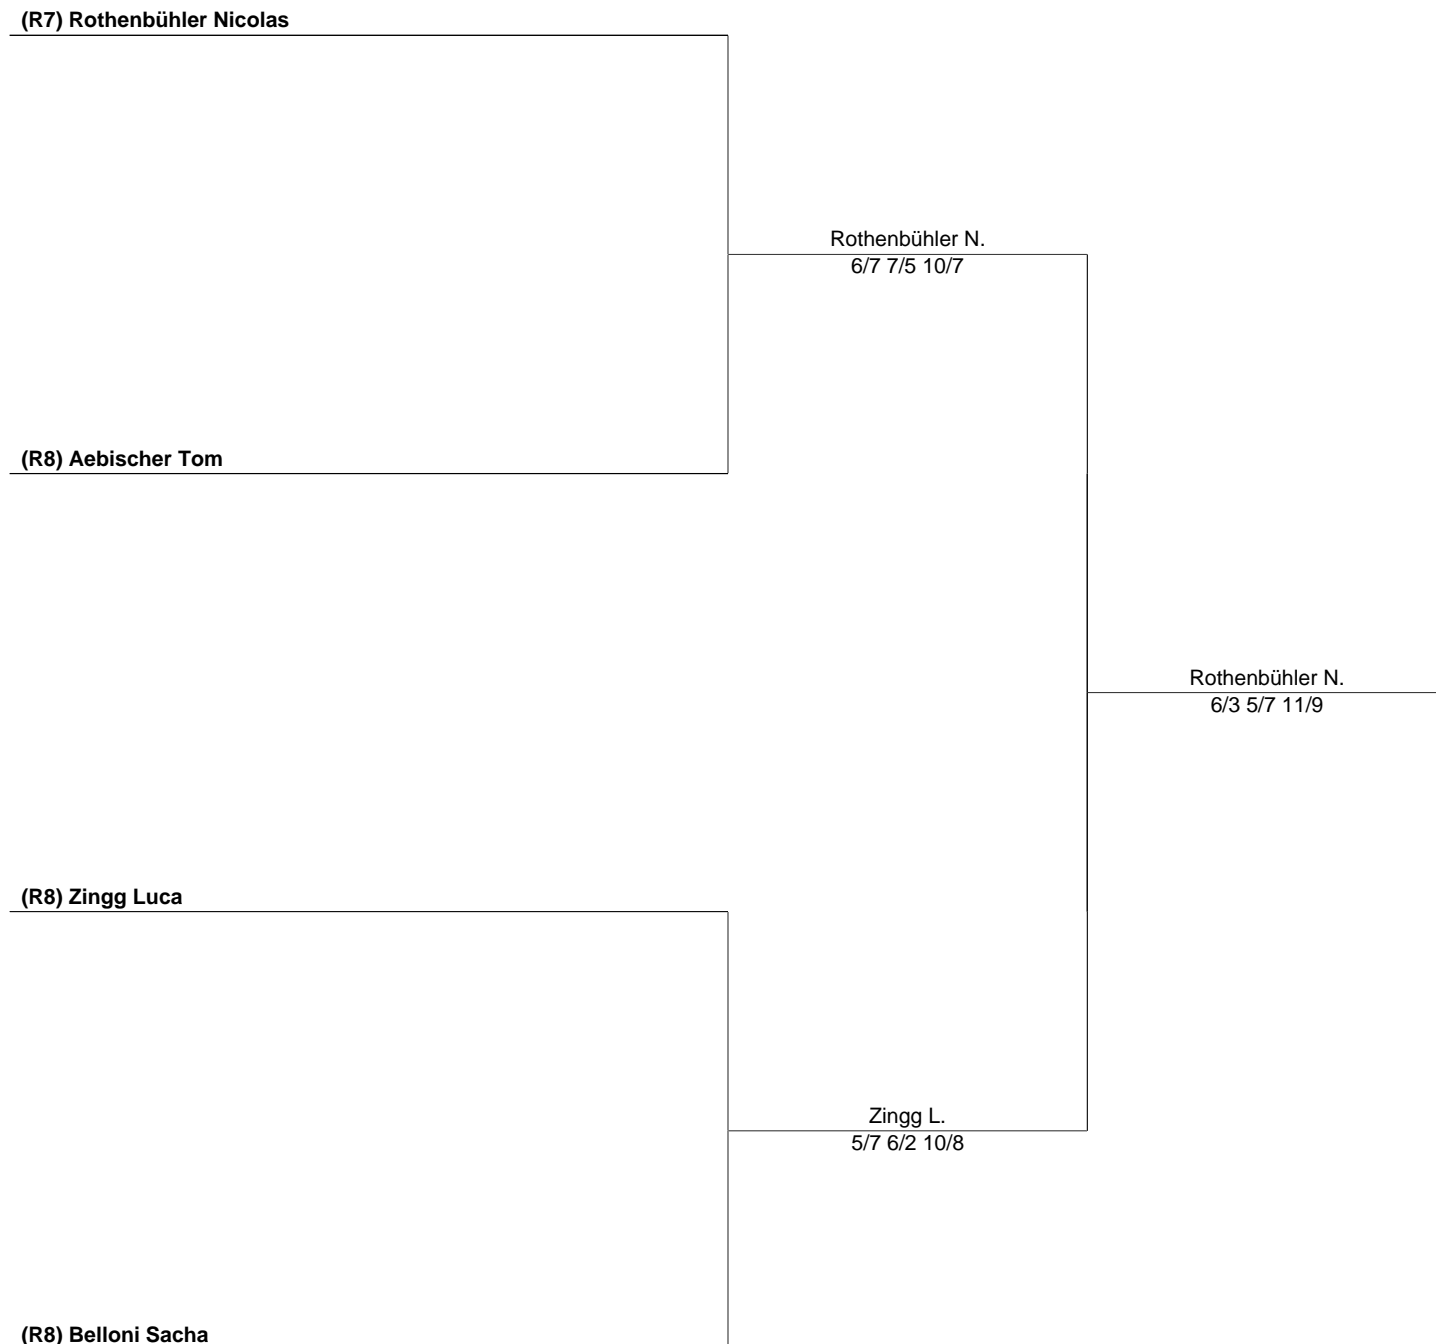 (R7) Rothenbühler Nicolas
Rothenbühler N.
6/7 7/5 10/7
(R8) Aebischer Tom
Rothenbühler N.
6/3 5/7 11/9
(R8) Zingg Luca
Zingg L.
5/7 6/2 10/8
(R8) Belloni Sacha